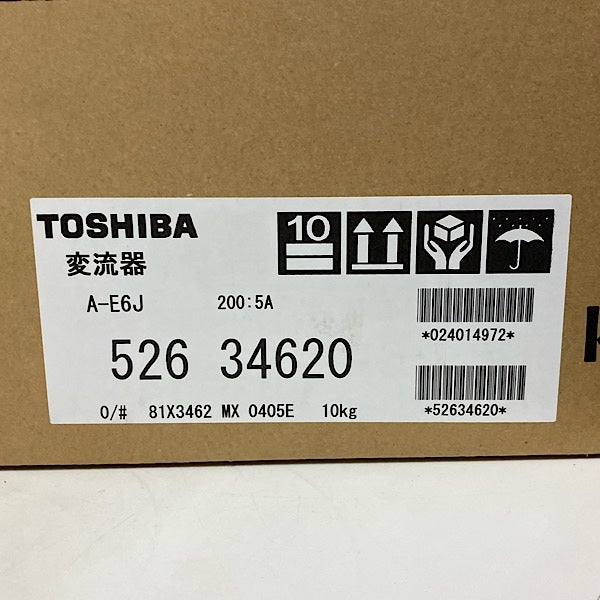 TOSHIBA
変流器
10
A-E6J 200:5A
526 34620
*024014972*
*52634620*
O/# 81X3462 MX 0405E 10kg